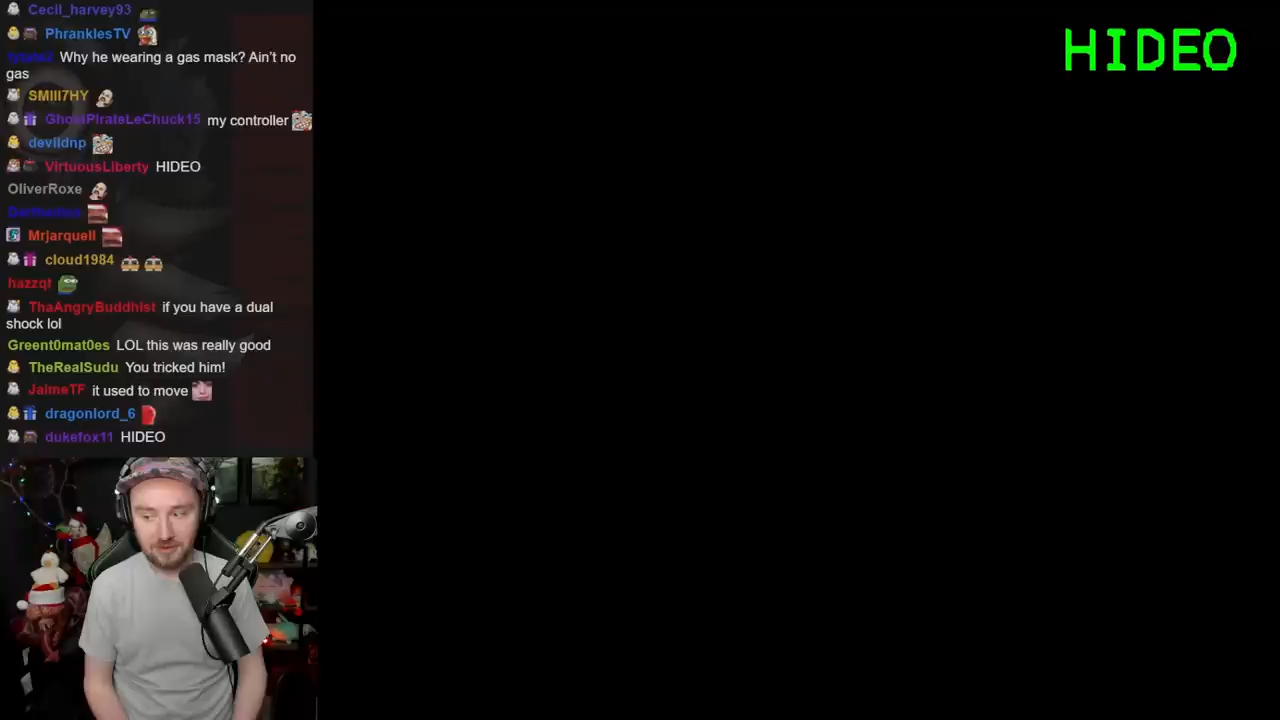 Cecil_harvey93
PhranklesTV
Why he wearing a gas mask? Ain't no
gas
SMIII7HY
GhostPirateLeChuck15 my controller
devildnp
VirtuousLiberty HIDEO
OliverRoxe
Mrjarquell
cloud1984
hazzqt
ThaAngryBuddhist if you have a dual
shock lol
Greent0mat0es LOL this was really good
TheRealSudu You tricked him!
JaimeTF it used to move
dragonlord_6
dukefox11 HIDEO
HIDEO